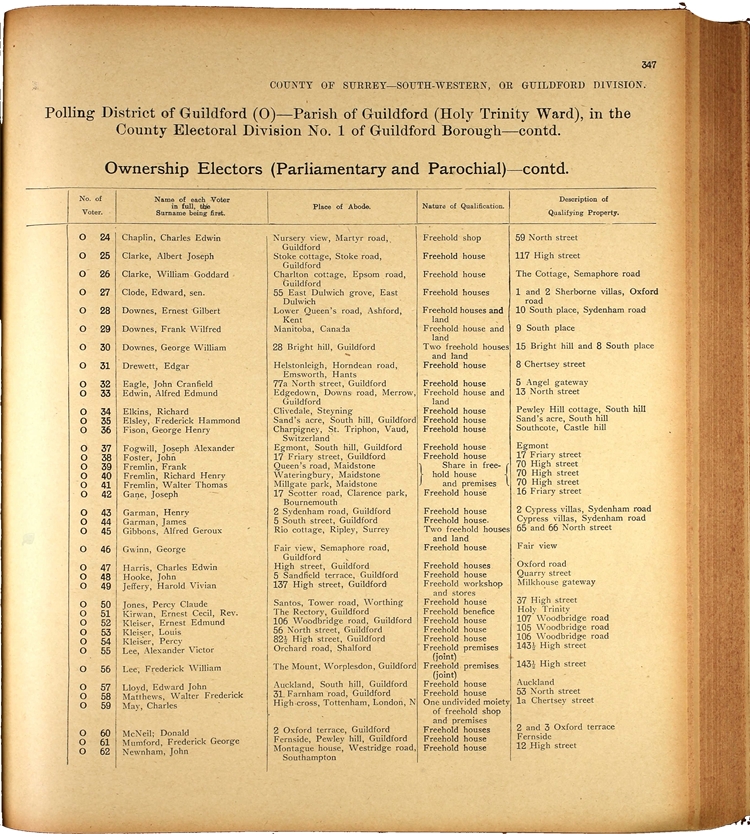 347
COUNTY OF SURREY—SOUTH-WESTERN, OR GUILDFORD DIVISION.
Polling District of Guildford (O)—Parish of Guildford (Holy Trinity Ward), in the
County Electoral Division No. 1 of Guildford Borough—contd.
Ownership Electors (Parliamentary and Parochial)—contd.
No. of Voter. Name of each Voter in full, the Surname being first. Place of Abode. Nature of Qualification. Description of Qualifying Property.
O 24 Chaplin, Charles Edwin Nursery view, Martyr road, Freehold shop 59 North street
Guildford
O 25 Clarke, Albert Joseph Stoke cottage, Stoke road, Freehold house 117 High street
Guildford
O 26 Clarke, William Goddard Charlton cottage, Epsom road, Freehold house The Cottage, Semaphore road
Guildford
O 27 Clode, Edward, sen. 55 East Dulwich grove, East Freehold houses 1 and 2 Sherborne villas, Oxford
Dulwich road
O 28 Downes, Ernest Gilbert Lower Queen's road, Ashford, Freehold houses and 10 South place, Sydenham road
Kent land
O 29 Downes, Frank Wilfred Manitoba, Canada Freehold house and 9 South place
land
O 30 Downes, George William 28 Bright hill, Guildford Two freehold houses 15 Bright hill and 8 South place
and land
O 31 Drewett, Edgar Helstonleigh, Horndean road, Freehold house 8 Chertsey street
Emsworth, Hants
O 32 Eagle, John Cranfield 77a North street, Guildford Freehold house 5 Angel gateway
O 33 Edwin, Alfred Edmund Edgedown, Downs road, Merrow, Freehold house and 13 North street
Guildford land
O 34 Elkins, Richard Clivedale, Steyning Freehold house Pewley Hill cottage, South hill
O 35 Elsley, Frederick Hammond Sand's acre, South hill, Guildford Freehold house Sand's acre, South hill
O 36 Fison, George Henry Charpigney, St. Triphon, Vaud, Freehold house Southcote, Castle hill
Switzerland
O 37 Fogwill, Joseph Alexander Egmont, South hill, Guildford Freehold house Egmont
O 38 Foster, John 17 Friary street, Guildford Freehold house 17 Friary street
O 39 Fremlin, Frank Queen's road, Maidstone Share in free- 70 High street
O 40 Fremlin, Richard Henry Wateringbury, Maidstone hold house 70 High street
O 41 Fremlin, Walter Thomas Millgate park, Maidstone and premises 70 High street
O 42 Gane, Joseph 17 Scotter road, Clarence park, Freehold house 16 Friary street
Bournemouth
O 43 Garman, Henry 2 Sydenham road, Guildford Freehold house 2 Cypress villas, Sydenham road
O 44 Garman, James 5 South street, Guildford Freehold house Cypress villas, Sydenham road
O 45 Gibbons, Alfred Geroux Rio cottage, Ripley, Surrey Two freehold houses 65 and 66 North street
and land
O 46 Gwinn, George Fair view, Semaphore road, Freehold house Fair view
Guildford
O 47 Harris, Charles Edwin High street, Guildford Freehold houses Oxford road
O 48 Hooke, John 5 Sandfield terrace, Guildford Freehold house Quarry street
O 49 Jeffery, Harold Vivian 137 High street, Guildford Freehold workshop Milkhouse gateway
and stores
O 50 Jones, Percy Claude Santos, Tower road, Worthing Freehold house 37 High street
O 51 Kirwan, Ernest Cecil, Rev. The Rectory, Guildford Freehold benefice Holy Trinity
O 52 Kleiser, Ernest Edmund 106 Woodbridge road, Guildford Freehold house 107 Woodbridge road
O 53 Kleiser, Louis 56 North street, Guildford Freehold house 105 Woodbridge road
O 54 Kleiser, Percy 82½ High street, Guildford Freehold house 106 Woodbridge road
O 55 Lee, Alexander Victor Orchard road, Shalford Freehold premises 143½ High street
(joint)
O 56 Lee, Frederick William The Mount, Worplesdon, Guildford Freehold premises 143½ High street
(joint)
O 57 Lloyd, Edward John Auckland, South hill, Guildford Freehold house Auckland
O 58 Matthews, Walter Frederick 31 Farnham road, Guildford Freehold house 53 North street
O 59 May, Charles High-cross, Tottenham, London, N One undivided moiety 1a Chertsey street
of freehold shop
and premises
O 60 McNeil, Donald 2 Oxford terrace, Guildford Freehold houses 2 and 3 Oxford terrace
O 61 Mumford, Frederick George Fernside, Pewley hill, Guildford Freehold house Fernside
O 62 Newnham, John Montague house, Westridge road, Freehold house 12 High street
Southampton